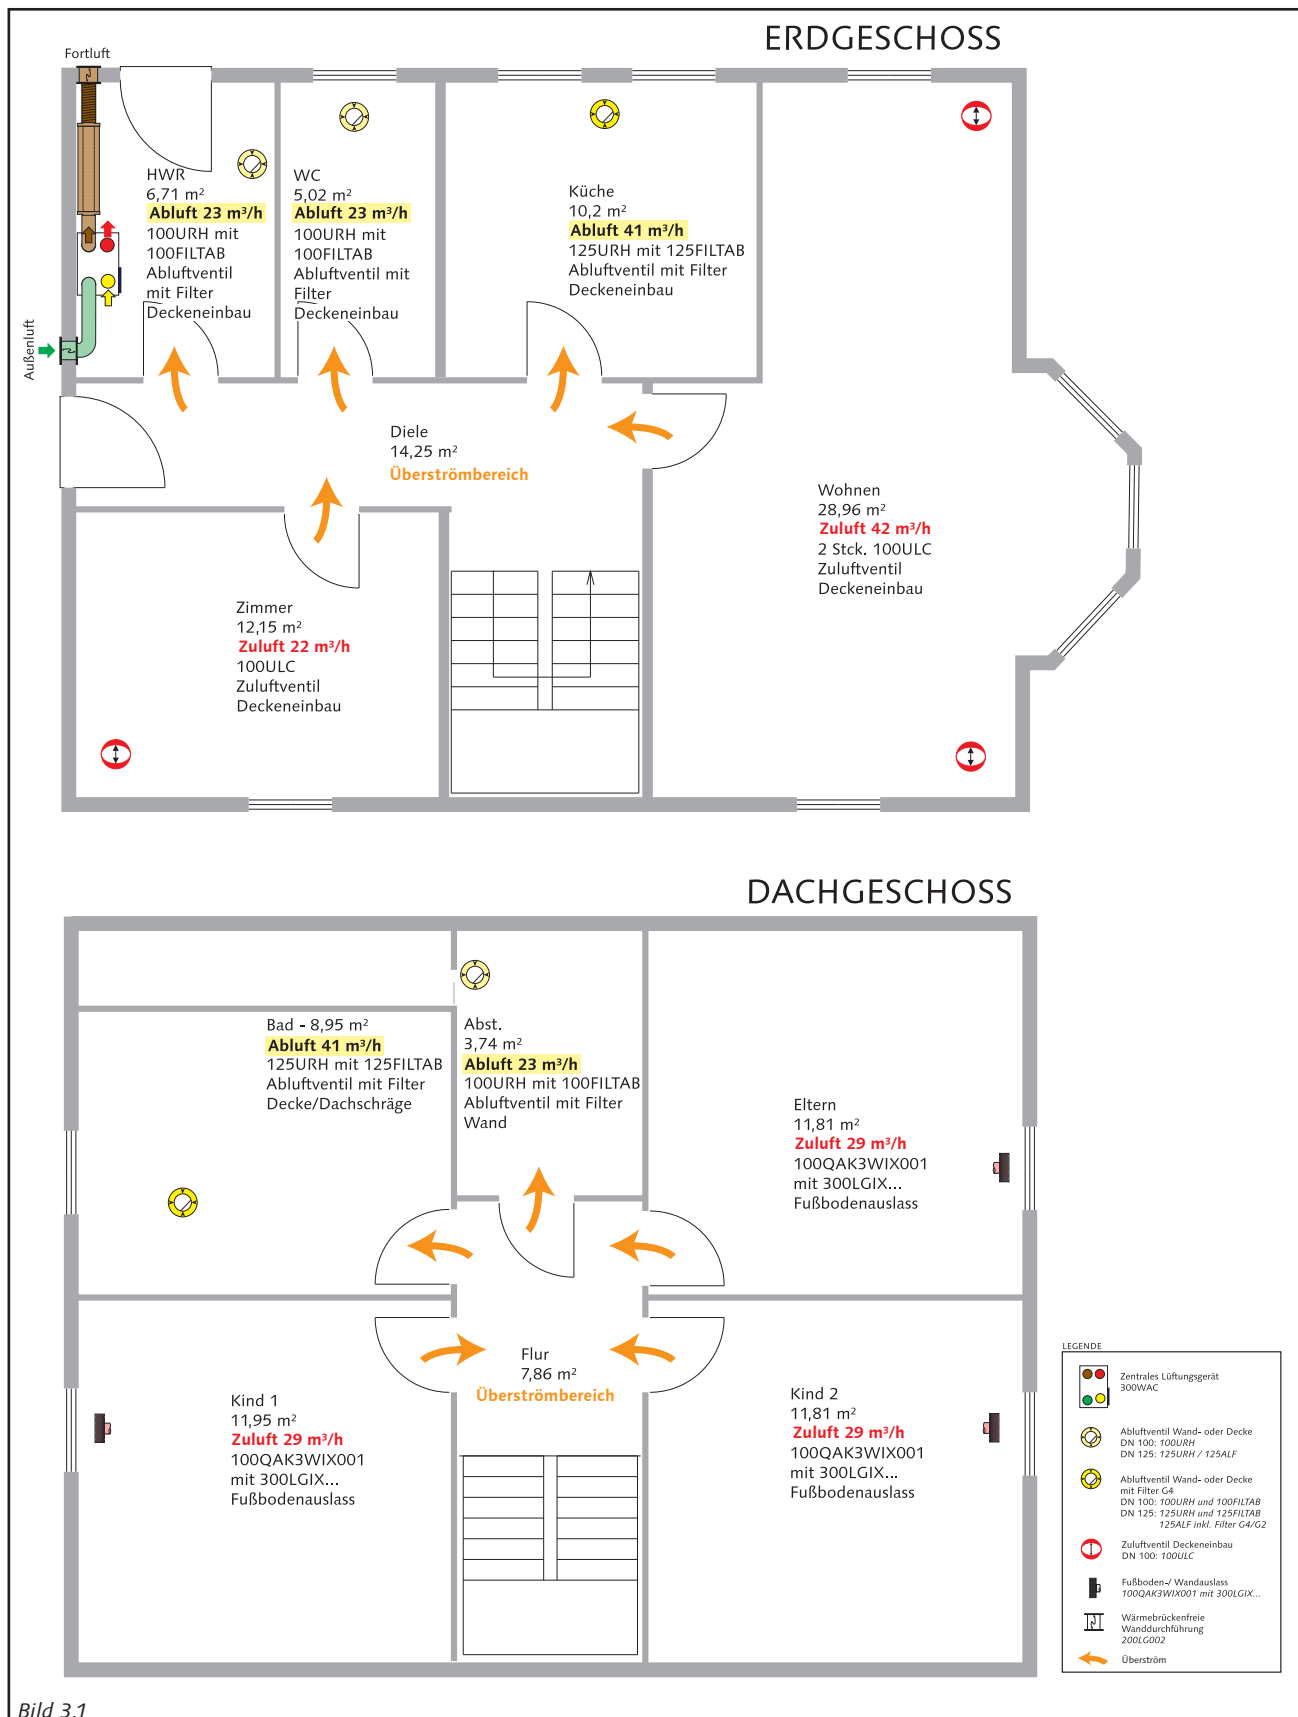 ERDGESCHOSS
Fortluft
HWR
6,71 m²
Abluft 23 m³/h
100URH mit
100FILTAB
Abluftventil
mit Filter
Deckeneinbau
WC
5,02 m²
Abluft 23 m³/h
100URH mit
100FILTAB
Abluftventil mit
Filter
Deckeneinbau
Küche
10,2 m²
Abluft 41 m³/h
125URH mit 125FILTAB
Abluftventil mit Filter
Deckeneinbau
Außenluft
Diele
14,25 m²
Überströmbereich
Wohnen
28,96 m²
Zuluft 42 m³/h
2 Stck. 100ULC
Zuluftventil
Deckeneinbau
Zimmer
12,15 m²
Zuluft 22 m³/h
100ULC
Zuluftventil
Deckeneinbau
DACHGESCHOSS
Bad - 8,95 m²
Abluft 41 m³/h
125URH mit 125FILTAB
Abluftventil mit Filter
Decke/Dachschräge
Abst.
3,74 m²
Abluft 23 m³/h
100URH mit 100FILTAB
Abluftventil mit Filter
Wand
Eltern
11,81 m²
Zuluft 29 m³/h
100QAK3WIX001
mit 300LGIX...
Fußbodenauslass
Flur
7,86 m²
Überströmbereich
Kind 1
11,95 m²
Zuluft 29 m³/h
100QAK3WIX001
mit 300LGIX...
Fußbodenauslass
Kind 2
11,81 m²
Zuluft 29 m³/h
100QAK3WIX001
mit 300LGIX...
Fußbodenauslass
LEGENDE
Zentrales Lüftungsgerät
300WAC
Abluftventil Wand- oder Decke
DN 100: 100URH
DN 125: 125URH / 125ALF
Abluftventil Wand- oder Decke
mit Filter G4
DN 100: 100URH und 100FILTAB
DN 125: 125URH und 125FILTAB
125ALF inkl. Filter G4/G2
Zuluftventil Deckeneinbau
DN 100: 100ULC
Fußboden-/ Wandauslass
100QAK3WIX001 mit 300LGIX...
Wärmebrückenfreie
Wanddurchführung
200LG002
Überström
Bild 3.1